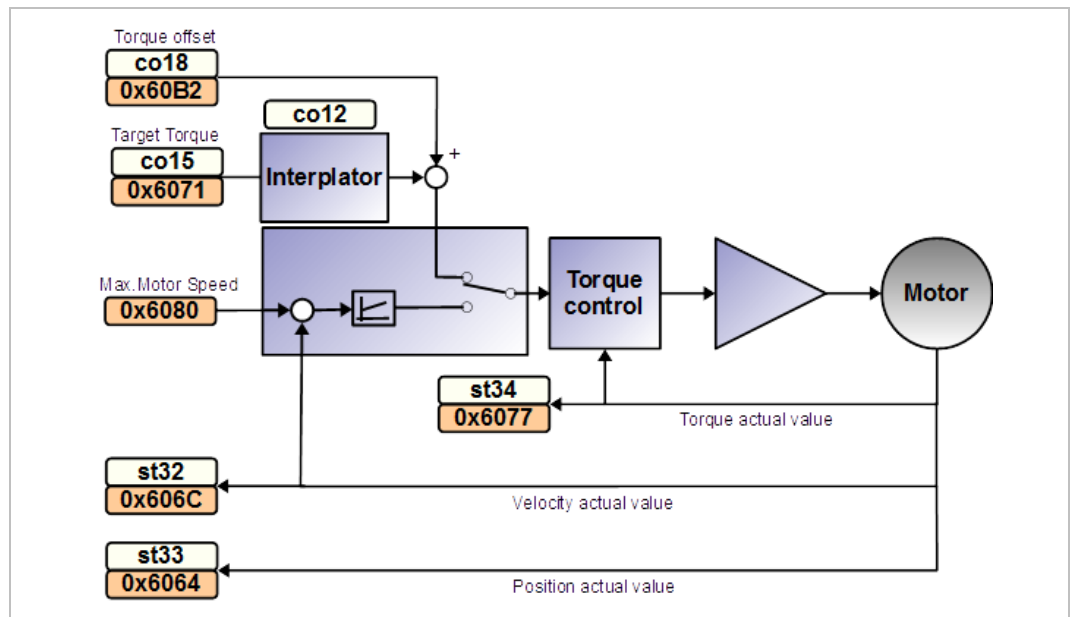 Torque offset
co18
0x60B2
co12
Target Torque
co15
0x6071
Interplator
+
Max.Motor Speed
0x6080
Torque
control
Motor
st34
0x6077
Torque actual value
st32
0x606C
Velocity actual value
st33
0x6064
Position actual value